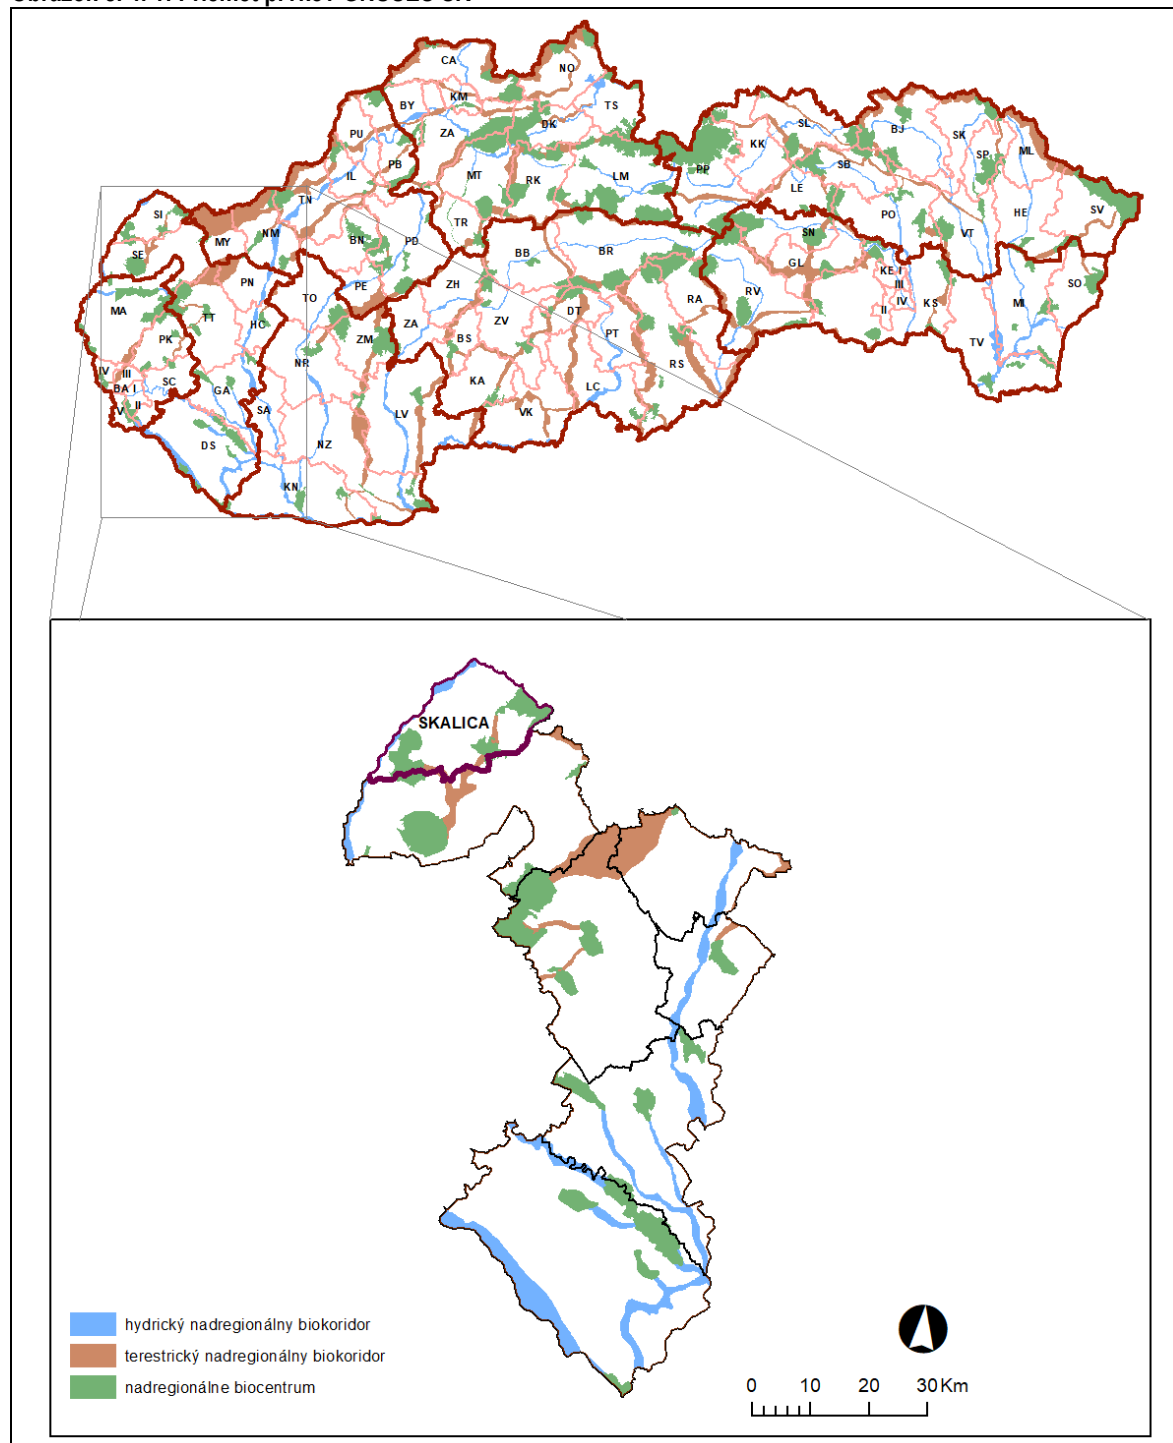 CA
NO
BY
KM
TS
DK
PU
ZA
BJ
SK
SL
KK
SP
ML
PB
SB
IL
MT
RK
LM
PP
LE
TN
SI
TR
PO
HE
SV
MY
NM
BN
PD
BB
BR
SN
VT
SE
GL
KE I
PN
ZH
III
SO
TO
PE
RV
RA
IV
KS
MI
MA
TT
HC
ZA
ZV
DT
II
BS
PT
TV
PK
ZM
NR
RS
IV
III
SC
BA I
KA
LC
GA
V
II
SA
LV
VK
DS
NZ
KN
SKALICA
hydrický nadregionálny biokoridor
terestrický nadregionálny biokoridor
nadregionálne biocentrum
0 10 20 30 Km